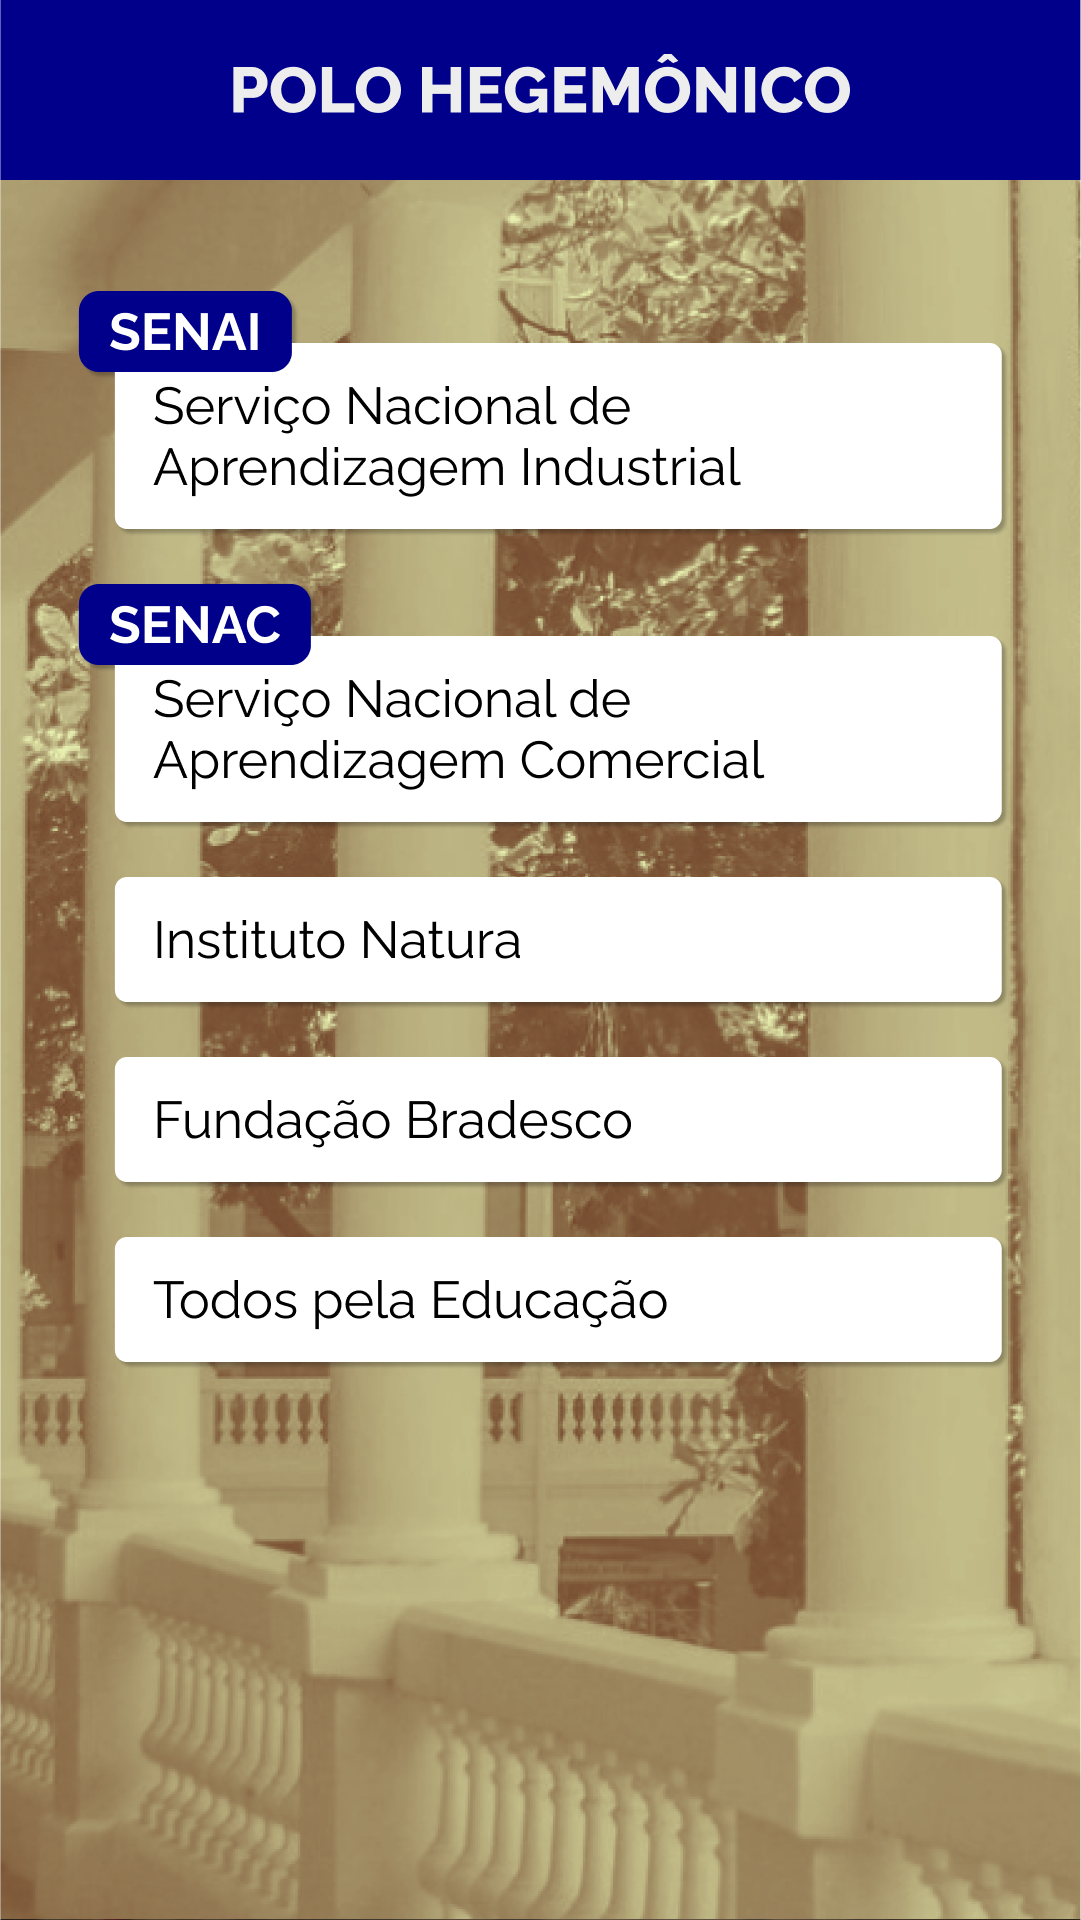 POLO HEGEMÔNICO
SENAI
Serviço Nacional de
Aprendizagem Industrial
SENAC
Serviço Nacional de
Aprendizagem Comercial
Instituto Natura
Fundação Bradesco
Todos pela Educação